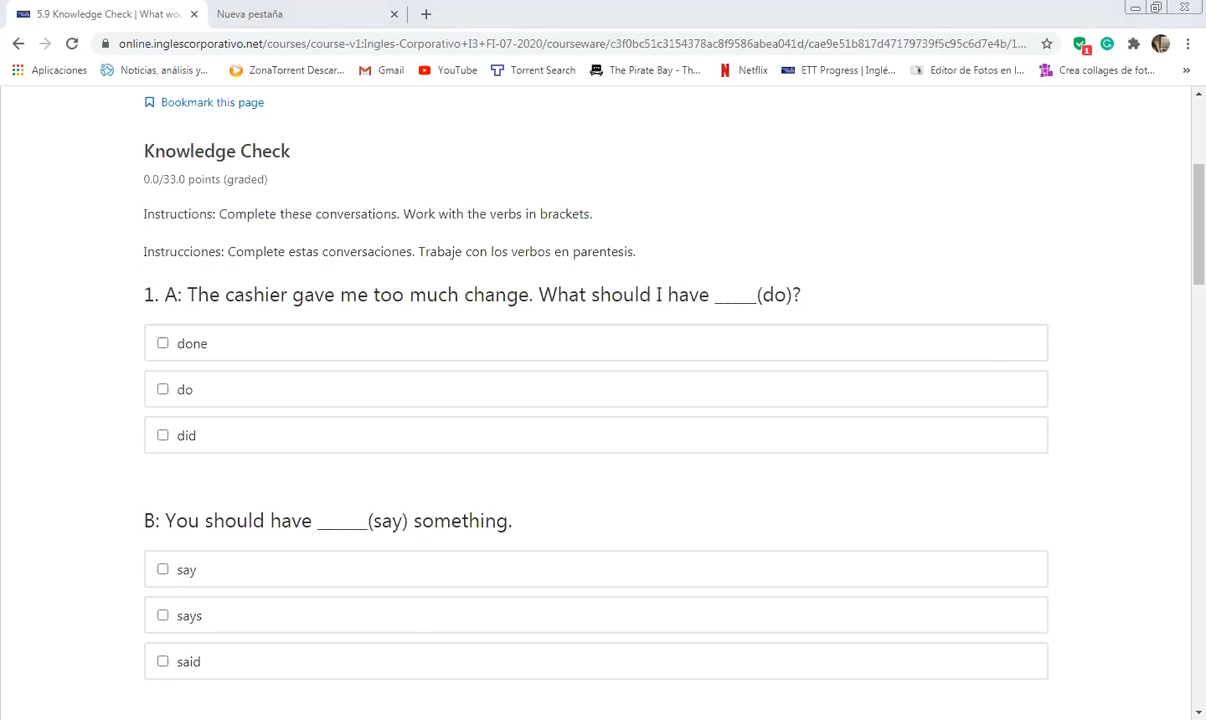 5.9 Knowledge Check | What wou
Nueva pestaña
online.inglescorporativo.net/courses/course-v1:Ingles-Corporativo+I3+FI-07-2020/courseware/c3f0bc51c3154378ac8f9586abea041d/cae9e51b817d47179739f5c95c6d7e4b/1...
Aplicaciones Noticias, análisis y... ZonaTorrent Descar... Gmail YouTube Torrent Search The Pirate Bay - Th... Netflix ETT Progress | Inglé... Editor de Fotos en l... Crea collages de fot... »
Bookmark this page
Knowledge Check
0.0/33.0 points (graded)
Instructions: Complete these conversations. Work with the verbs in brackets.
Instrucciones: Complete estas conversaciones. Trabaje con los verbos en parentesis.
1. A: The cashier gave me too much change. What should I have _____(do)?
done
do
did
B: You should have ______(say) something.
say
says
said